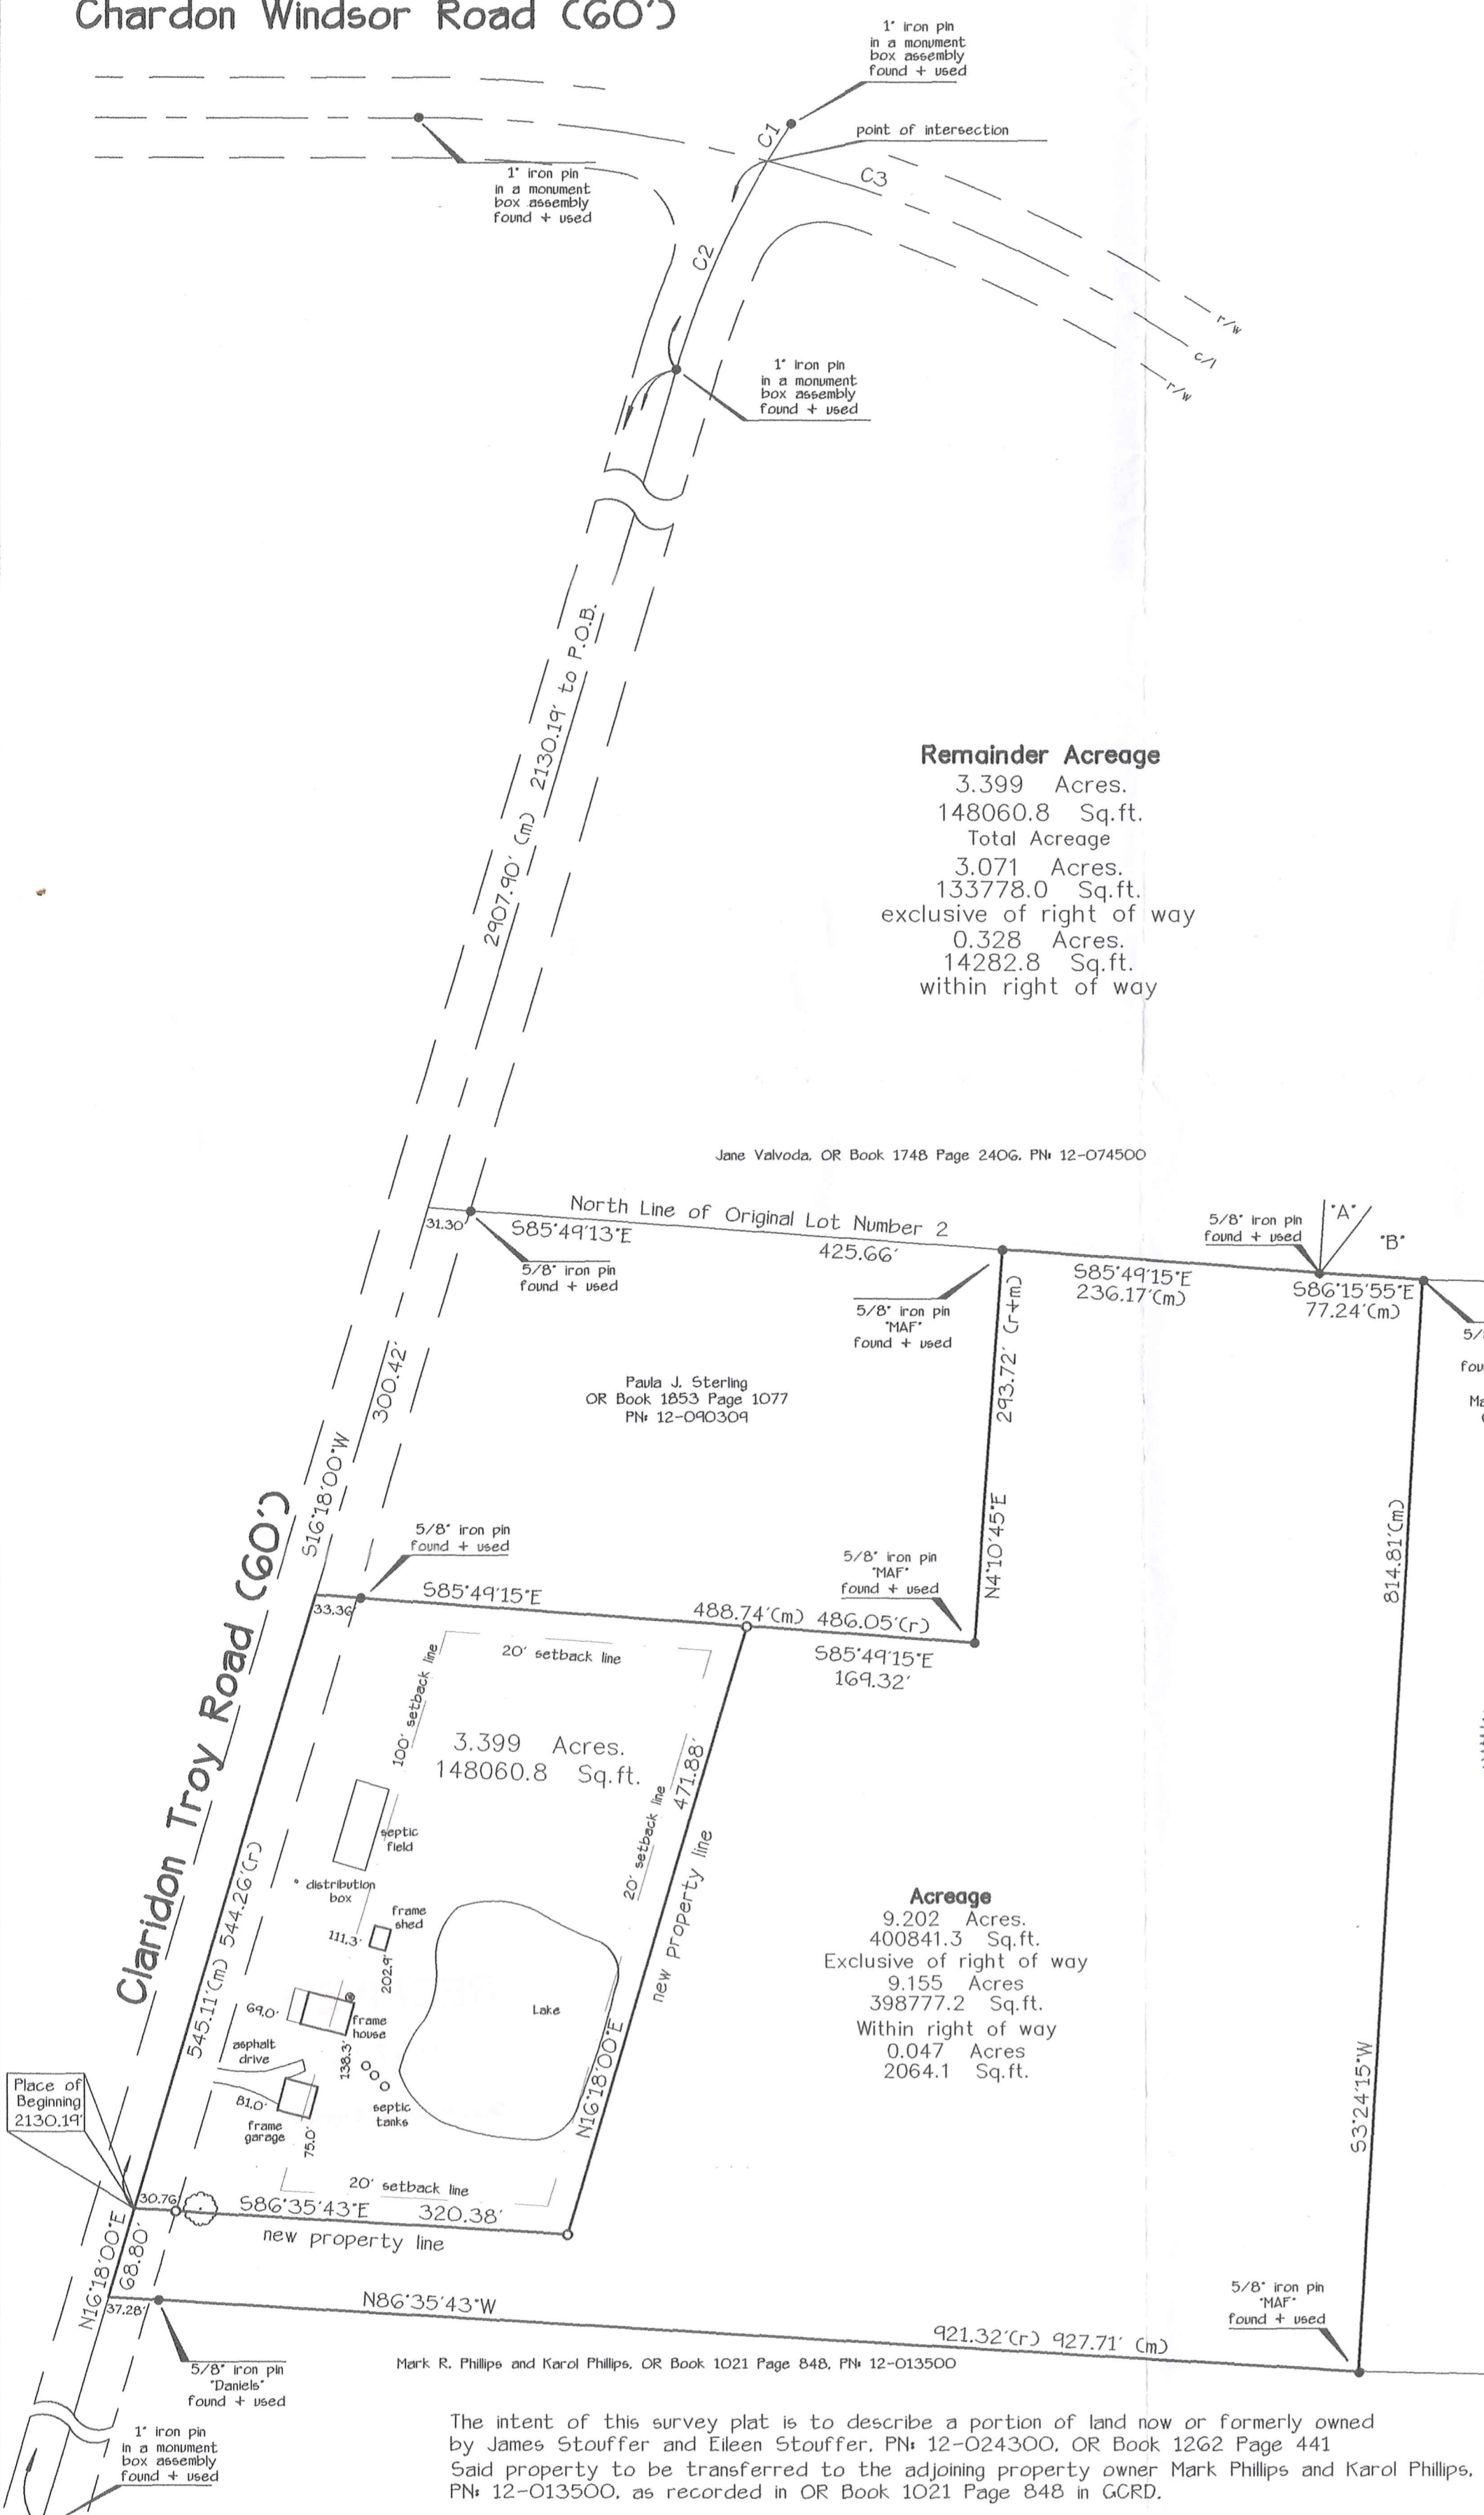 Chardon Windsor Road (60')
1" iron pin
in a monument
box assembly
found + used
point of intersection
C1
C3
C2
1" iron pin
in a monument
box assembly
found + used
r/w
c/l
r/w
1" iron pin
in a monument
box assembly
found + used
2907.90' (m) 2130.19' to P.O.B.
Remainder Acreage
3.399 Acres.
148060.8 Sq.ft.
Total Acreage
3.071 Acres.
133778.0 Sq.ft.
exclusive of right of way
0.328 Acres.
14282.8 Sq.ft.
within right of way
Jane Valvoda, OR Book 1748 Page 2406, PN: 12-074500
North Line of Original Lot Number 2
31.30'
S85°49'13"E
425.66'
5/8" iron pin
found + used
5/8" iron pin
found + used
"A"
"B"
S85°49'15"E
236.17'(m)
S86°15'55"E
77.24'(m)
5/8" iron pin
"MAF"
found + used
293.72' (r+m)
N4°10'45"E
Paula J. Sterling
OR Book 1853 Page 1077
PN: 12-090309
300.42'
S16°18'00"W
Claridon Troy Road (60')
5/8" iron pin
found + used
5/8" iron pin
"MAF"
found + used
814.81'(m)
33.36'
S85°49'15"E
488.74'(m) 486.05'(r)
S85°49'15"E
169.32'
20' setback line
100' setback line
3.399 Acres.
148060.8 Sq.ft.
471.88'
20' setback line
new property line
N16°18'00"E
septic
field
distribution
box
frame
shed
111.3'
202.9'
545.11'(m) 544.26'(r)
69.0'
frame
house
Lake
asphalt
drive
138.3'
81.0'
septic
tanks
frame
garage
75.0'
Acreage
9.202 Acres.
400841.3 Sq.ft.
Exclusive of right of way
9.155 Acres
398777.2 Sq.ft.
Within right of way
0.047 Acres
2064.1 Sq.ft.
S3°24'15"W
Place of
Beginning
2130.19'
20' setback line
30.76'
S86°35'43"E 320.38'
new property line
N16°18'00"E
68.80'
37.28'
N86°35'43"W
921.32'(r) 927.71' (m)
5/8" iron pin
"MAF"
found + used
Mark R. Phillips and Karol Phillips, OR Book 1021 Page 848, PN: 12-013500
5/8" iron pin
"Daniels"
found + used
1" iron pin
in a monument
box assembly
found + used
The intent of this survey plat is to describe a portion of land now or formerly owned
by James Stouffer and Eileen Stouffer, PN: 12-024300, OR Book 1262 Page 441
Said property to be transferred to the adjoining property owner Mark Phillips and Karol Phillips,
PN: 12-013500, as recorded in OR Book 1021 Page 848 in GCRD.